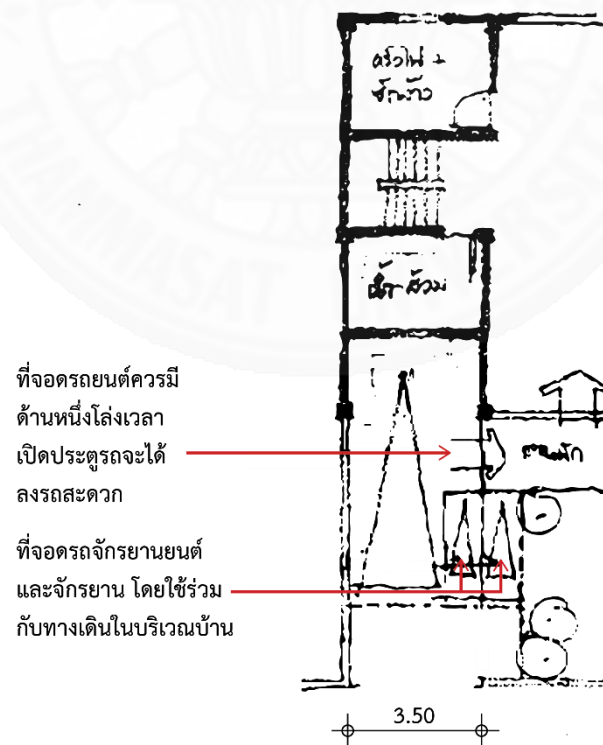 ครัวไฟ +
ซักล้าง
ส้วม
ที่จอดรถยนต์ควรมี
ด้านหนึ่งโล่งเวลา
เปิดประตูรถจะได้
ลงรถสะดวก
ที่จอดรถจักรยานยนต์
และจักรยาน โดยใช้ร่วม
กับทางเดินในบริเวณบ้าน
3.50